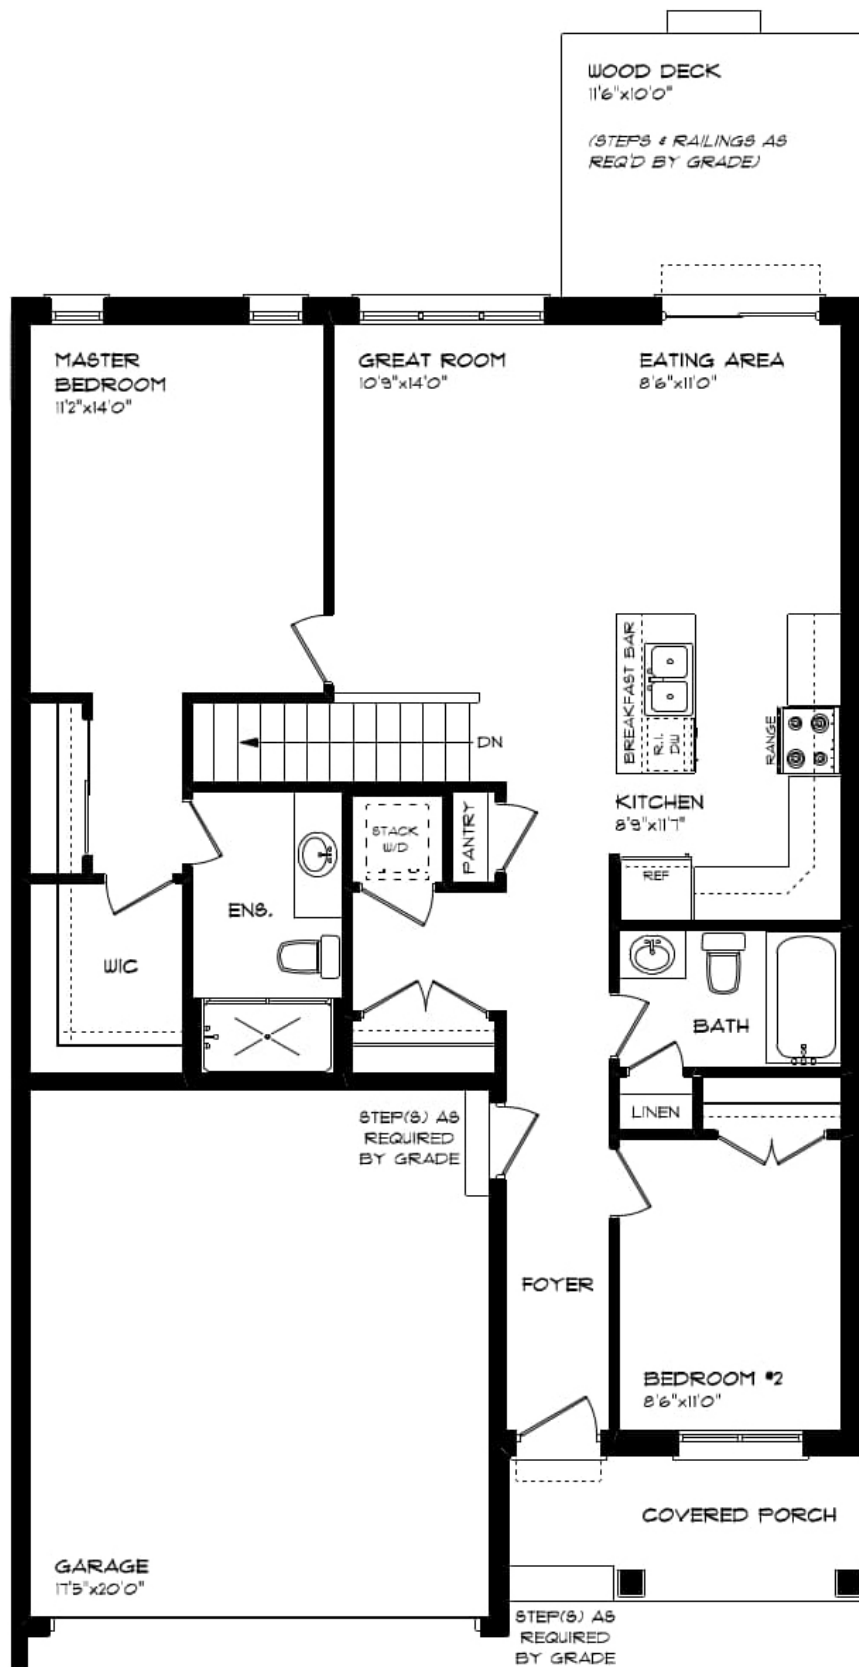 WOOD DECK
11'6"x10'0"
(STEPS & RAILINGS AS
REQ'D BY GRADE)
MASTER
BEDROOM
11'2"x14'0"
GREAT ROOM
10'9"x14'0"
EATING AREA
8'6"x11'0"
BREAKFAST BAR
R.I.
DW
RANGE
DN
KITCHEN
8'9"x11'7"
STACK
W/D
PANTRY
REF
ENS.
WIC
BATH
LINEN
STEP(S) AS
REQUIRED
BY GRADE
FOYER
BEDROOM #2
8'6"x11'0"
COVERED PORCH
GARAGE
17'5"x20'0"
STEP(S) AS
REQUIRED
BY GRADE